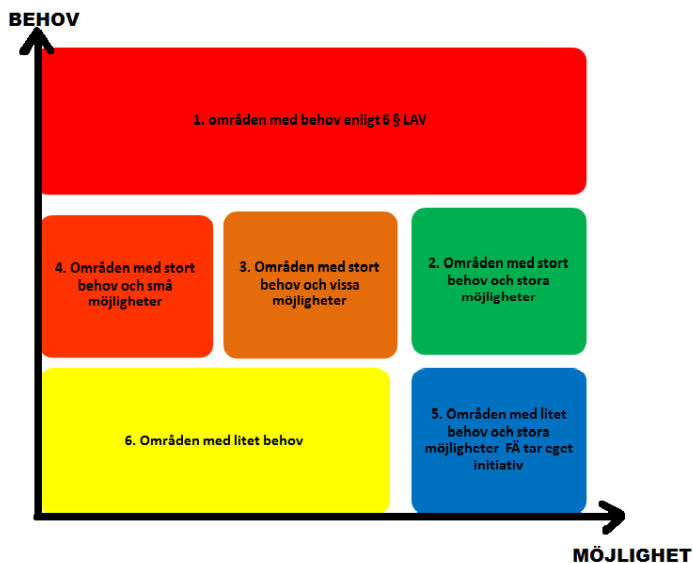 BEHOV
1. områden med behov enligt 6 § LAV
4. Områden med stort
behov och små
möjligheter
3. Områden med stort
behov och vissa
möjligheter
2. Områden med stort
behov och stora
möjligheter
6. Områden med litet behov
5. Områden med litet
behov och stora
möjligheter FÄ tar eget
initiativ
MÖJLIGHET